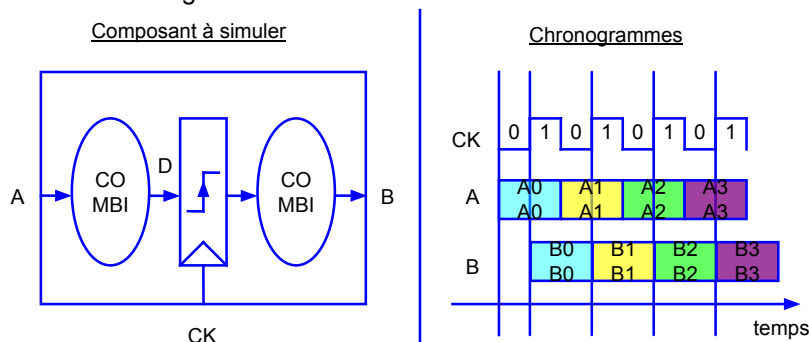 Composant à simuler
A
CO
MBI
D
CO
MBI
B
CK
Chronogrammes
CK
0 1 0 1 0 1 0 1
A
A0 A1 A2 A3
A0 A1 A2 A3
B
B0 B1 B2 B3
B0 B1 B2 B3
temps